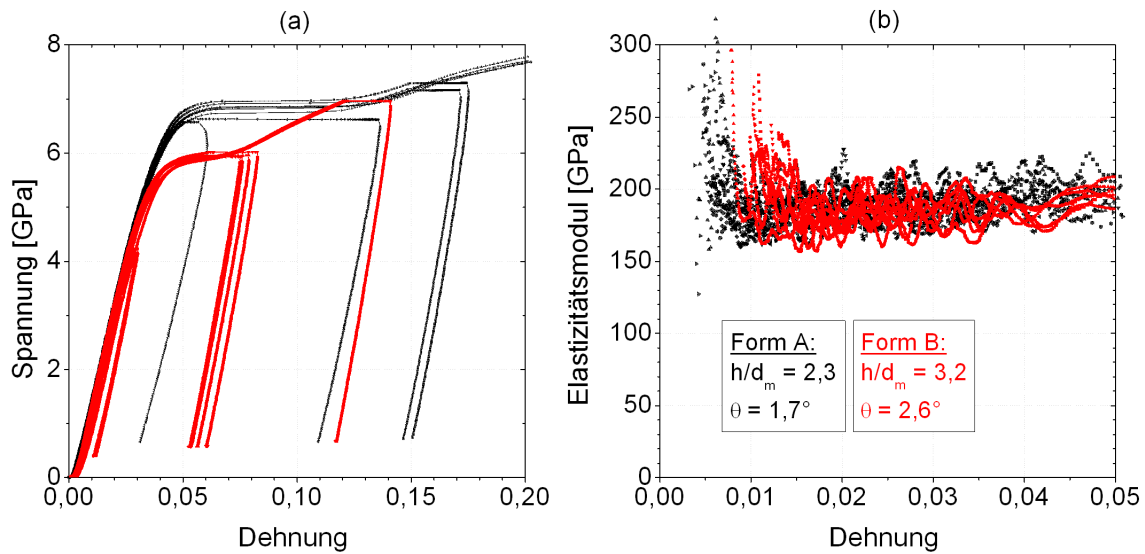 (a)
8
6
4
2
0
0,00
0,05
0,10
0,15
0,20
Spannung [GPa]
Dehnung
(b)
300
250
200
150
100
50
0
0,00
0,01
0,02
0,03
0,04
0,05
Elastizitätsmodul [GPa]
Dehnung
Form A:
h/dm = 2,3
θ = 1,7°
Form B:
h/dm = 3,2
θ = 2,6°